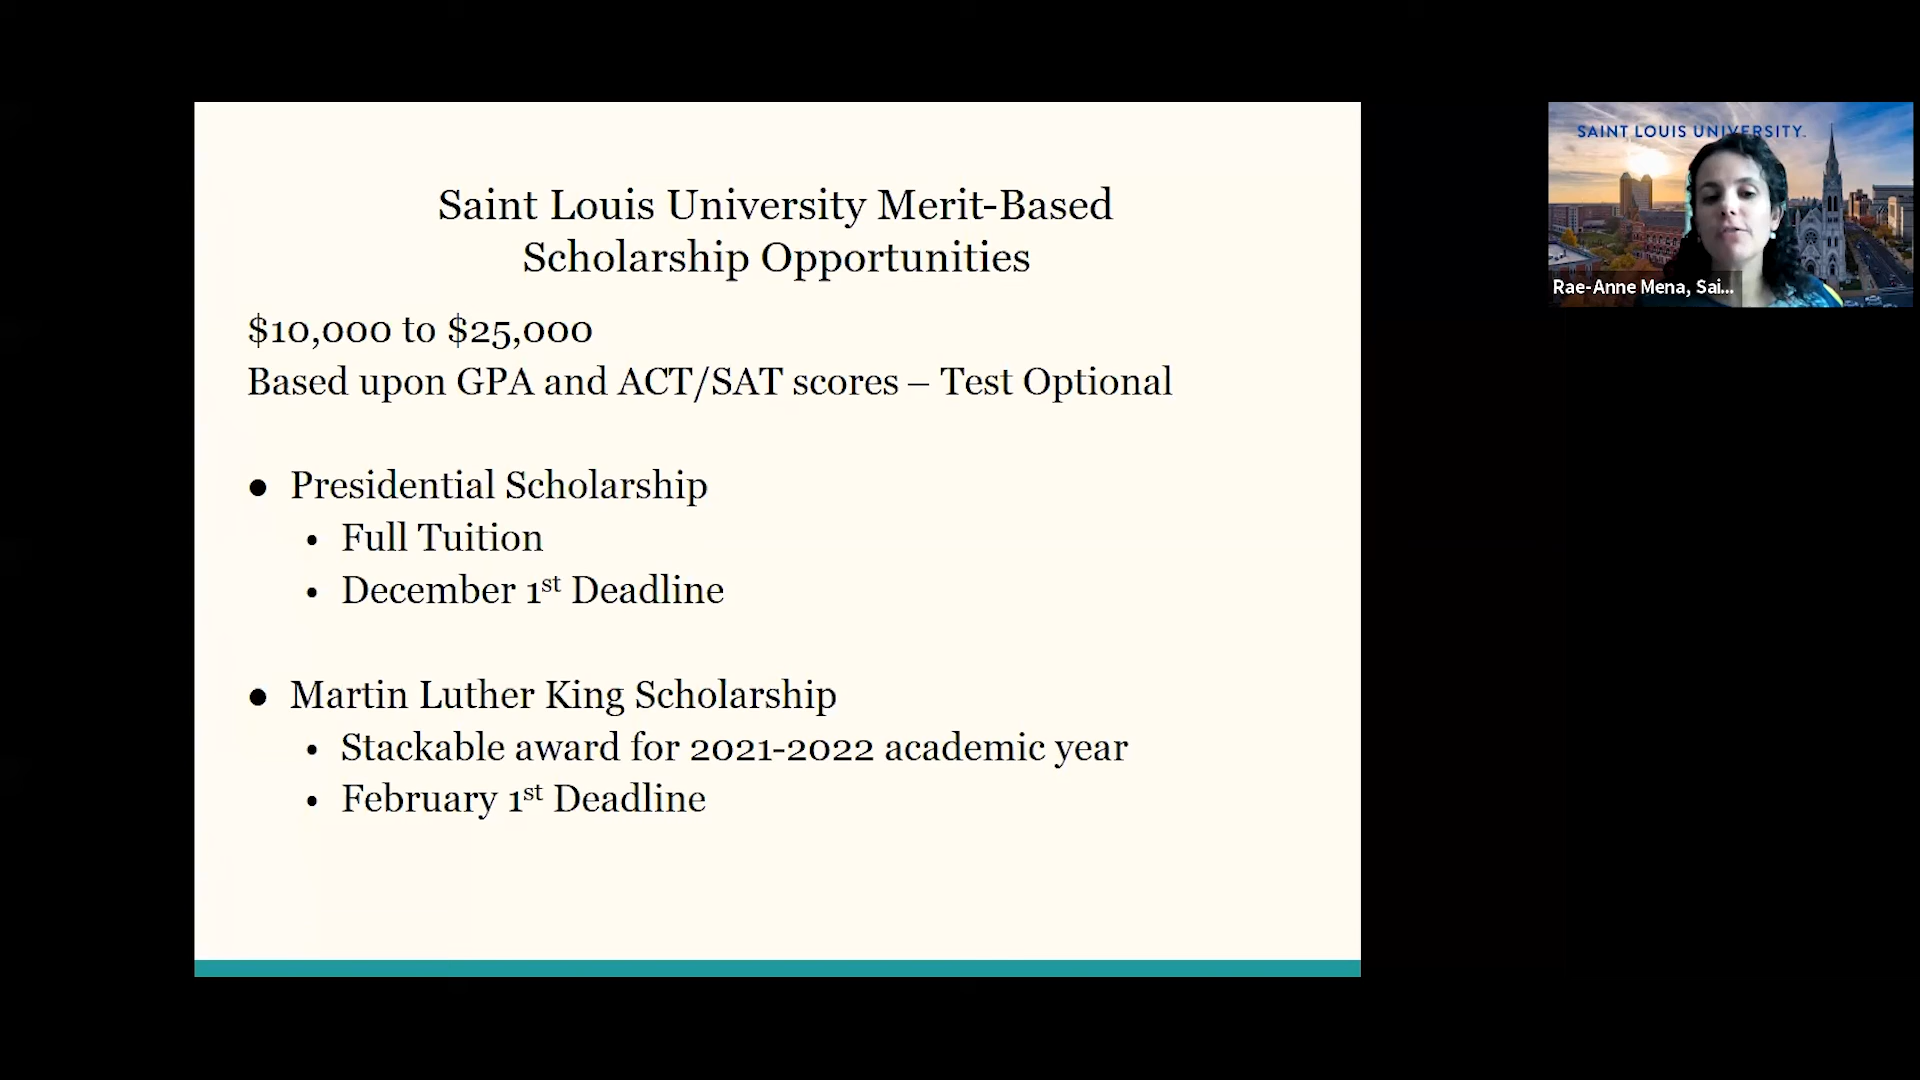 Saint Louis University Merit-Based
Scholarship Opportunities
$10,000 to $25,000
Based upon GPA and ACT/SAT scores – Test Optional
● Presidential Scholarship
• Full Tuition
• December 1st Deadline
● Martin Luther King Scholarship
• Stackable award for 2021-2022 academic year
• February 1st Deadline
SAINT LOUIS UNIVERSITY.
Rae-Anne Mena, Sai...